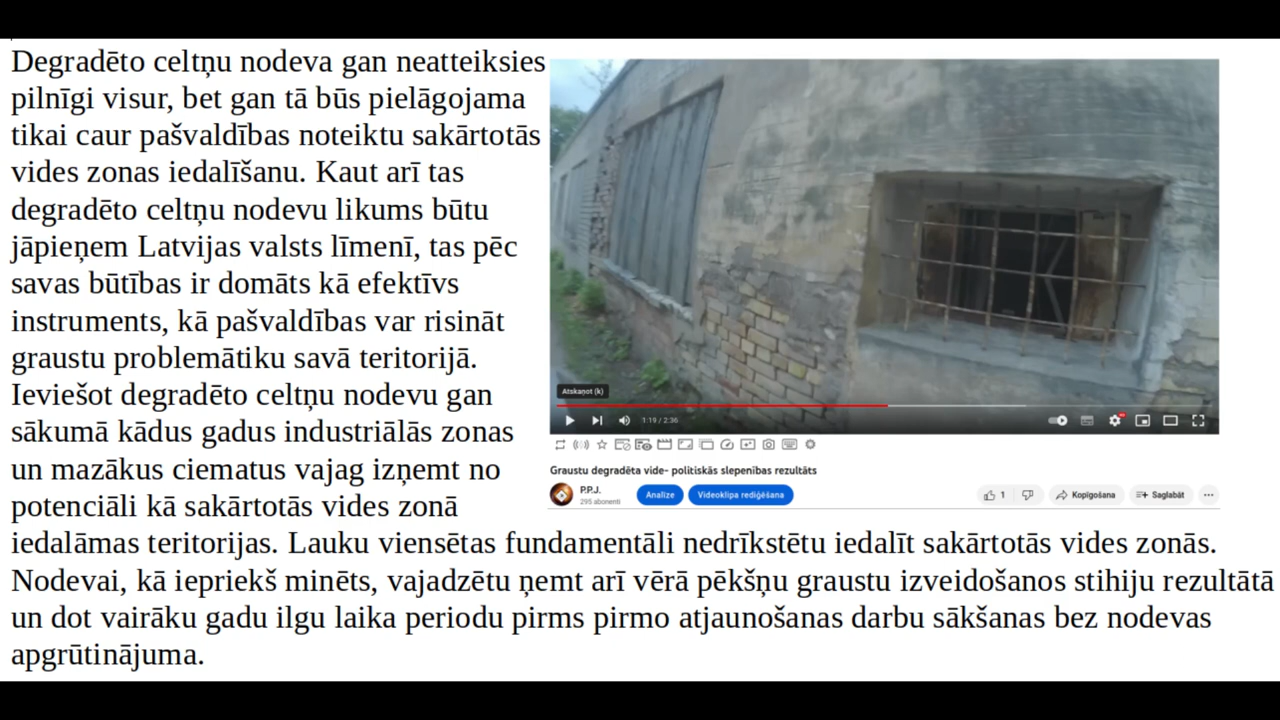 Degradēto celtņu nodeva gan neatteiksies
pilnīgi visur, bet gan tā būs pielāgojama
tikai caur pašvaldības noteiktu sakārtotās
vides zonas iedalīšanu. Kaut arī tas
degradēto celtņu nodevu likums būtu
jāpieņem Latvijas valsts līmenī, tas pēc
savas būtības ir domāts kā efektīvs
instruments, kā pašvaldības var risināt
graustu problemātiku savā teritorijā.
Ieviešot degradēto celtņu nodevu gan
sākumā kādus gadus industriālās zonas
un mazākus ciematus vajag izņemt no
potenciāli kā sakārtotās vides zonā
iedalāmas teritorijas. Lauku viensētas fundamentāli nedrīkstētu iedalīt sakārtotās vides zonās.
Nodevai, kā iepriekš minēts, vajadzētu ņemt arī vērā pēkšņu graustu izveidošanos stihiju rezultātā
un dot vairāku gadu ilgu laika periodu pirms pirmo atjaunošanas darbu sākšanas bez nodevas
apgrūtinājuma.
Atskaņot (k)
1:19 / 2:36
Graustu degradēta vide- politiskās slepenības rezultāts
P.P.J.
295 abonenti
Analīze
Videoklipa rediģēšana
1
Kopīgošana
Saglabāt